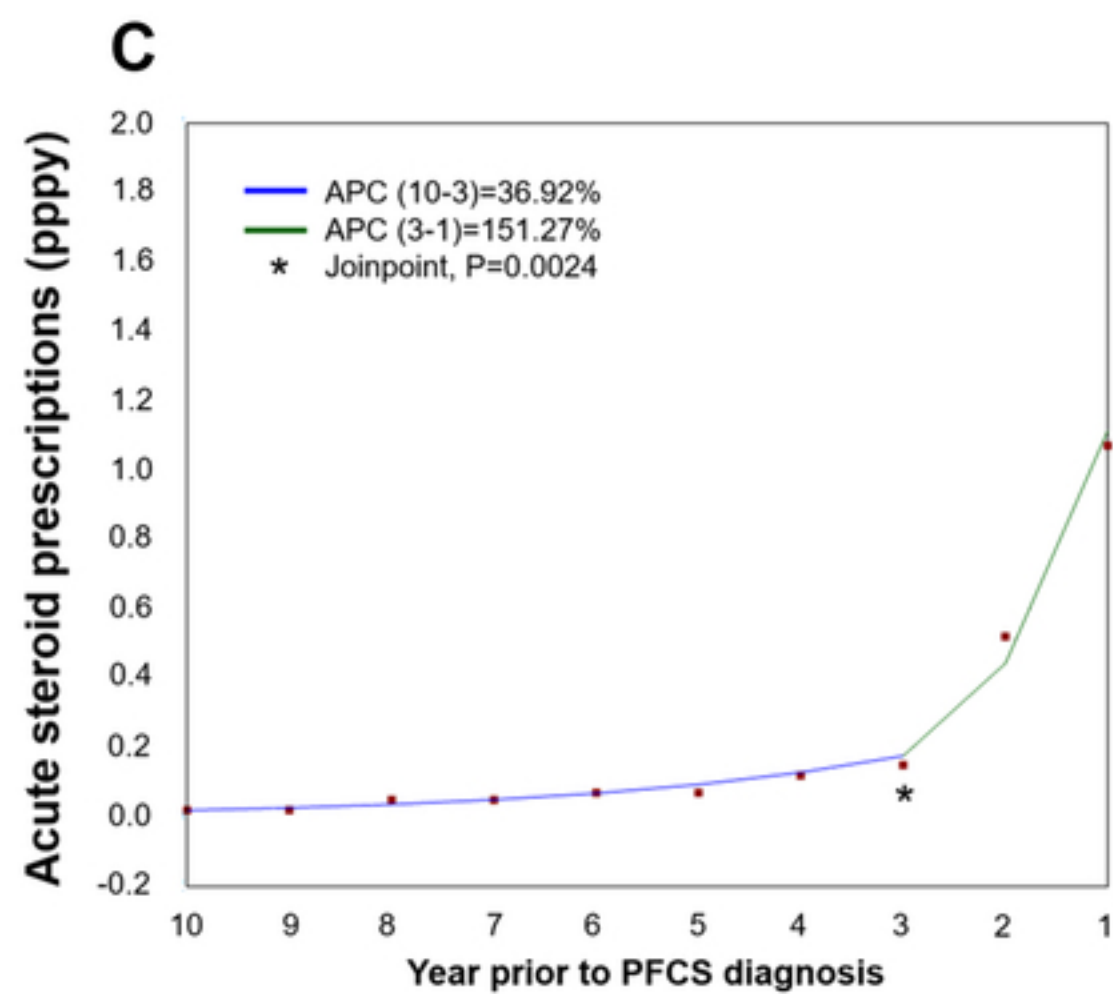 C
Acute steroid prescriptions (pppy)
2.0
1.8
1.6
1.4
1.2
1.0
0.8
0.6
0.4
0.2
0.0
-0.2
APC (10-3)=36.92%
APC (3-1)=151.27%
* Joinpoint, P=0.0024
*
10 9 8 7 6 5 4 3 2 1
Year prior to PFCS diagnosis